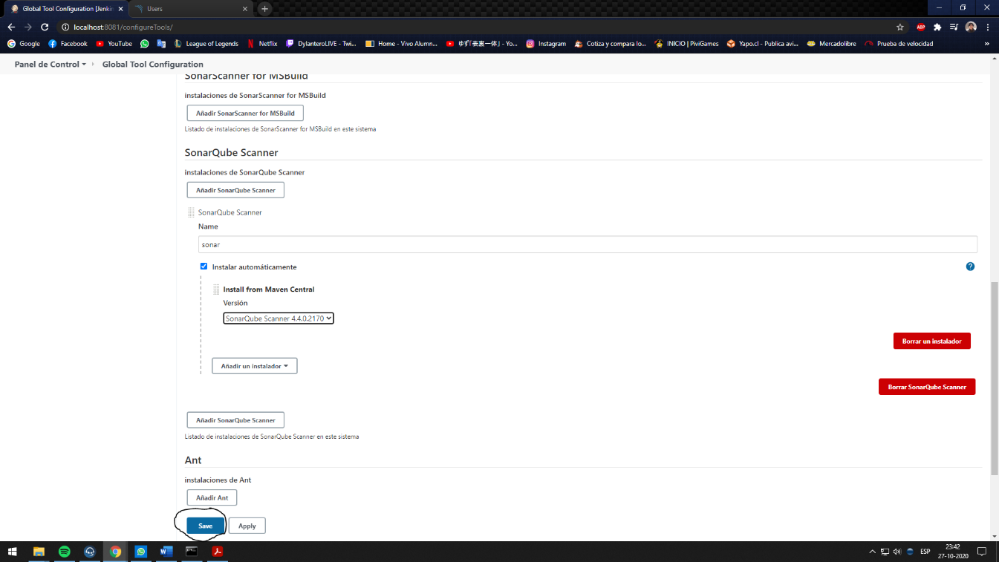 Global Tool Configuration [Jenkin
Users
localhost:8081/configureTools/
ABP
Google
Facebook
YouTube
League of Legends
Netflix
DylanteroLIVE - Twi...
Home - Vivo Alumn...
ゆず「表裏一体」 - Yo...
Instagram
Cotiza y compara lo...
INICIO | PiviGames
Yapo.cl - Publica avi...
Mercadolibre
Prueba de velocidad
»
Panel de Control
Global Tool Configuration
SonarScanner for MSBuild
instalaciones de SonarScanner for MSBuild
Añadir SonarScanner for MSBuild
Listado de instalaciones de SonarScanner for MSBuild en este sistema
SonarQube Scanner
instalaciones de SonarQube Scanner
Añadir SonarQube Scanner
SonarQube Scanner
Name
sonar
Instalar automáticamente
?
Install from Maven Central
Versión
SonarQube Scanner 4.4.0.2170
Borrar un instalador
Añadir un instalador
Borrar SonarQube Scanner
Añadir SonarQube Scanner
Listado de instalaciones de SonarQube Scanner en este sistema
Ant
instalaciones de Ant
Añadir Ant
Save
Apply
ESP
23:42
27-10-2020